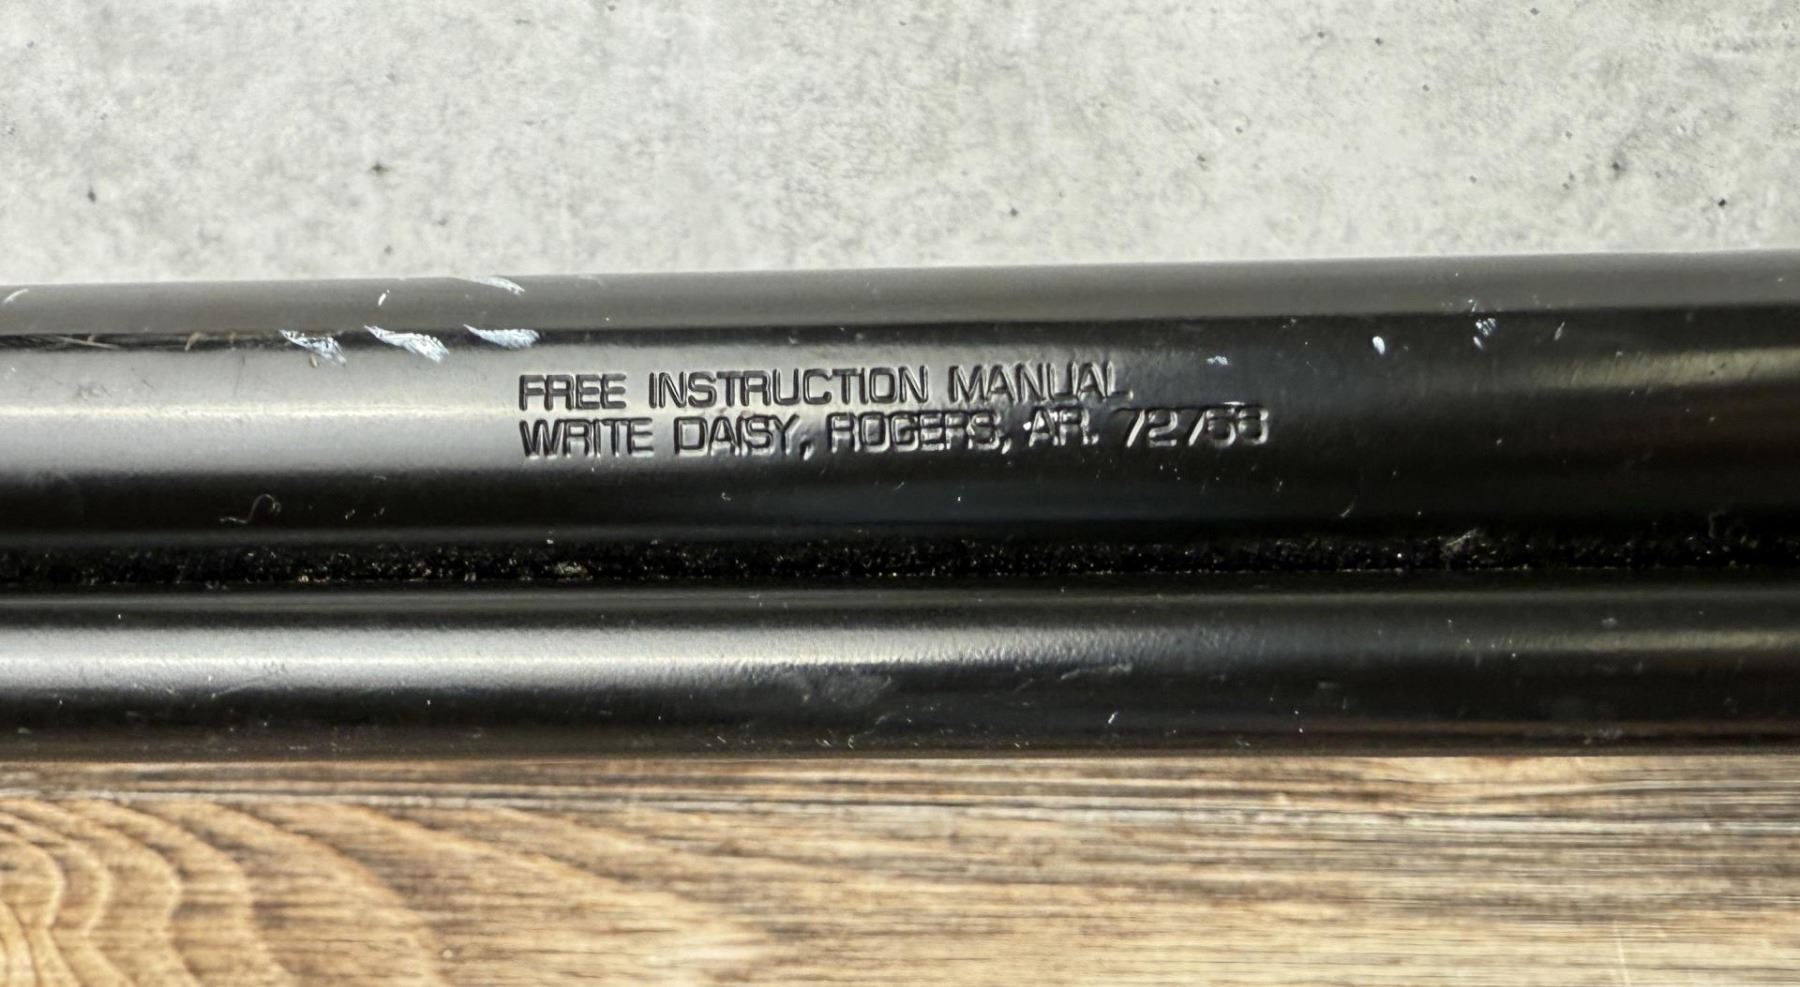 FREE INSTRUCTION MANUAL
WRITE DAISY, ROGERS, AR. 72756